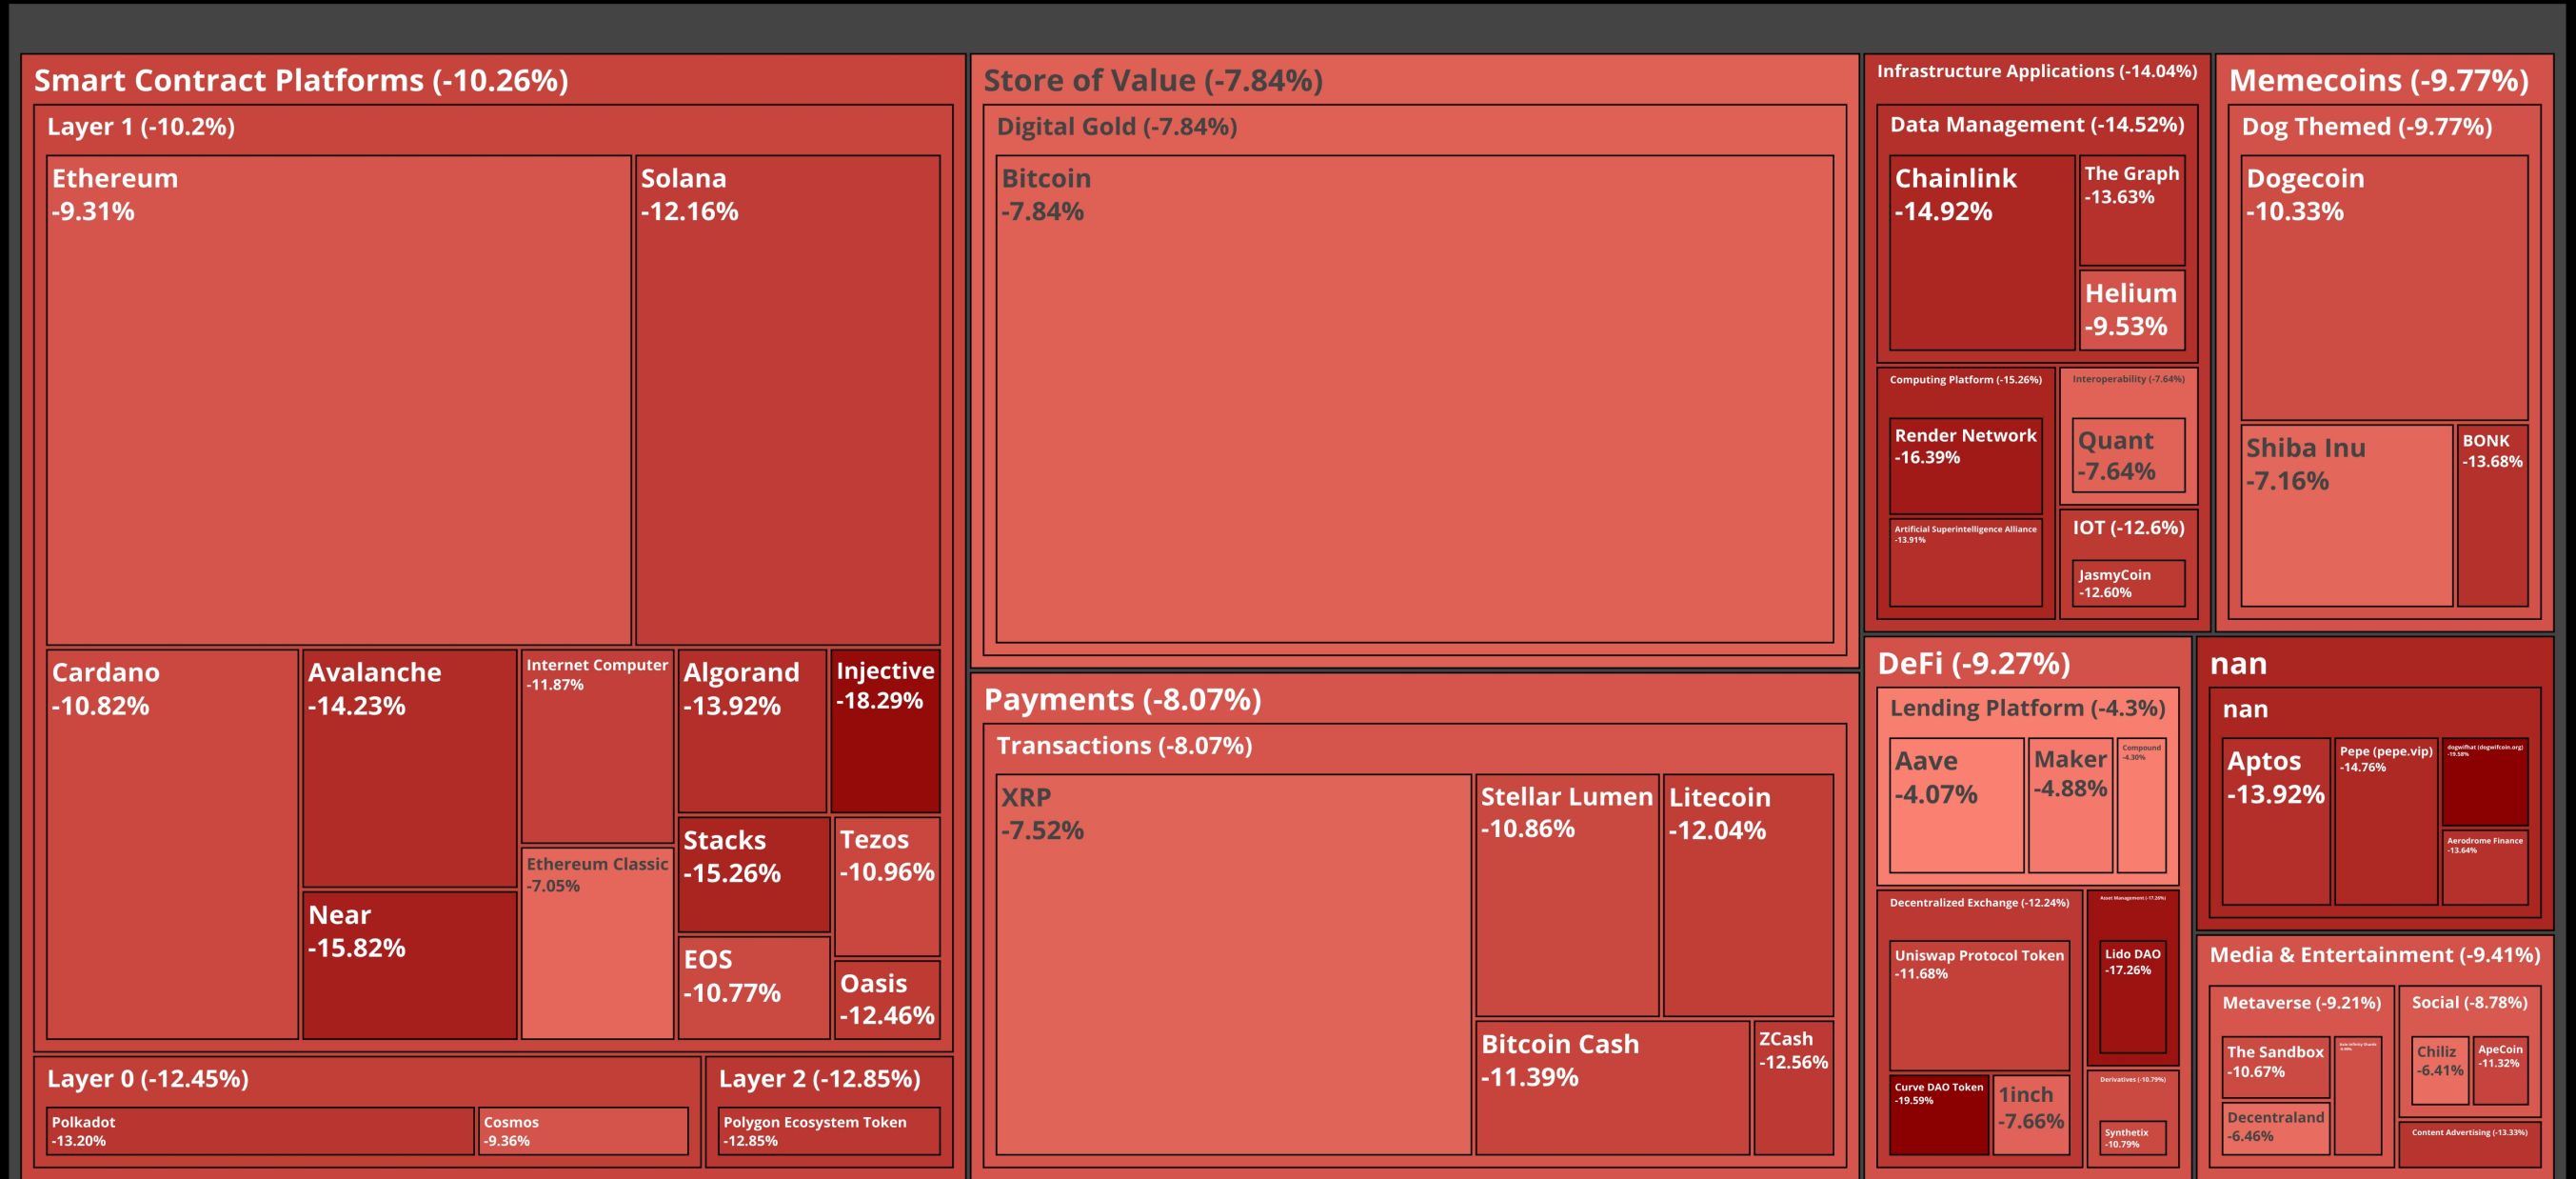 Smart Contract Platforms (-10.26%)
Layer 1 (-10.2%)
Ethereum
-9.31%
Solana
-12.16%
Cardano
-10.82%
Avalanche
-14.23%
Near
-15.82%
Internet Computer
-11.87%
Ethereum Classic
-7.05%
Algorand
-13.92%
Injective
-18.29%
Stacks
-15.26%
Tezos
-10.96%
EOS
-10.77%
Oasis
-12.46%
Layer 0 (-12.45%)
Polkadot
-13.20%
Cosmos
-9.36%
Layer 2 (-12.85%)
Polygon Ecosystem Token
-12.85%
Store of Value (-7.84%)
Digital Gold (-7.84%)
Bitcoin
-7.84%
Payments (-8.07%)
Transactions (-8.07%)
XRP
-7.52%
Stellar Lumen
-10.86%
Litecoin
-12.04%
Bitcoin Cash
-11.39%
ZCash
-12.56%
Infrastructure Applications (-14.04%)
Data Management (-14.52%)
Chainlink
-14.92%
The Graph
-13.63%
Helium
-9.53%
Computing Platform (-15.26%)
Render Network
-16.39%
Artificial Superintelligence Alliance
-13.91%
Interoperability (-7.64%)
Quant
-7.64%
IOT (-12.6%)
JasmyCoin
-12.60%
Memecoins (-9.77%)
Dog Themed (-9.77%)
Dogecoin
-10.33%
Shiba Inu
-7.16%
BONK
-13.68%
DeFi (-9.27%)
Lending Platform (-4.3%)
Aave
-4.07%
Maker
-4.88%
Compound
-4.30%
Decentralized Exchange (-12.24%)
Uniswap Protocol Token
-11.68%
Curve DAO Token
-19.59%
1inch
-7.66%
Asset Management (-17.26%)
Lido DAO
-17.26%
Derivatives (-10.79%)
Synthetix
-10.79%
nan
nan
Aptos
-13.92%
Pepe (pepe.vip)
-14.76%
dogwifhat (dogwifcoin.org)
-19.58%
Aerodrome Finance
-13.64%
Media & Entertainment (-9.41%)
Metaverse (-9.21%)
The Sandbox
-10.67%
Decentraland
-6.46%
Social (-8.78%)
Chiliz
-6.41%
ApeCoin
-11.32%
Content Advertising (-13.33%)